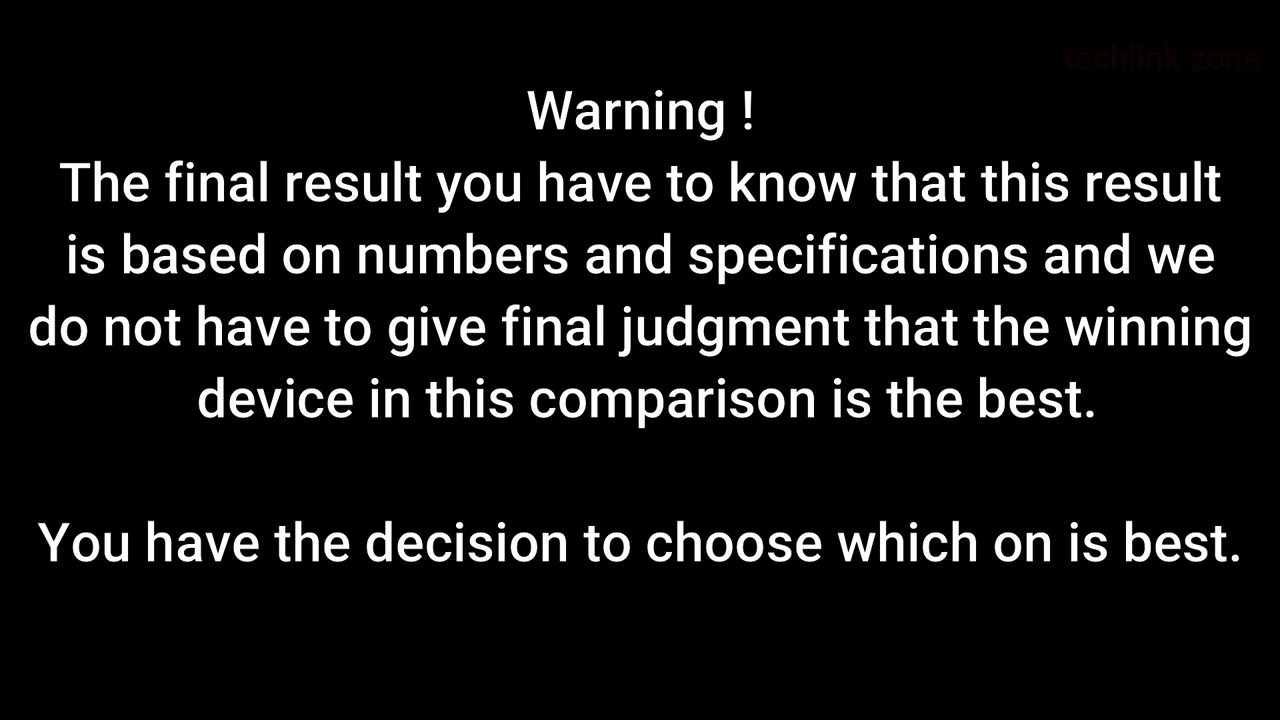 techlink zone
Warning !
The final result you have to know that this result
is based on numbers and specifications and we
do not have to give final judgment that the winning
device in this comparison is the best.
You have the decision to choose which on is best.